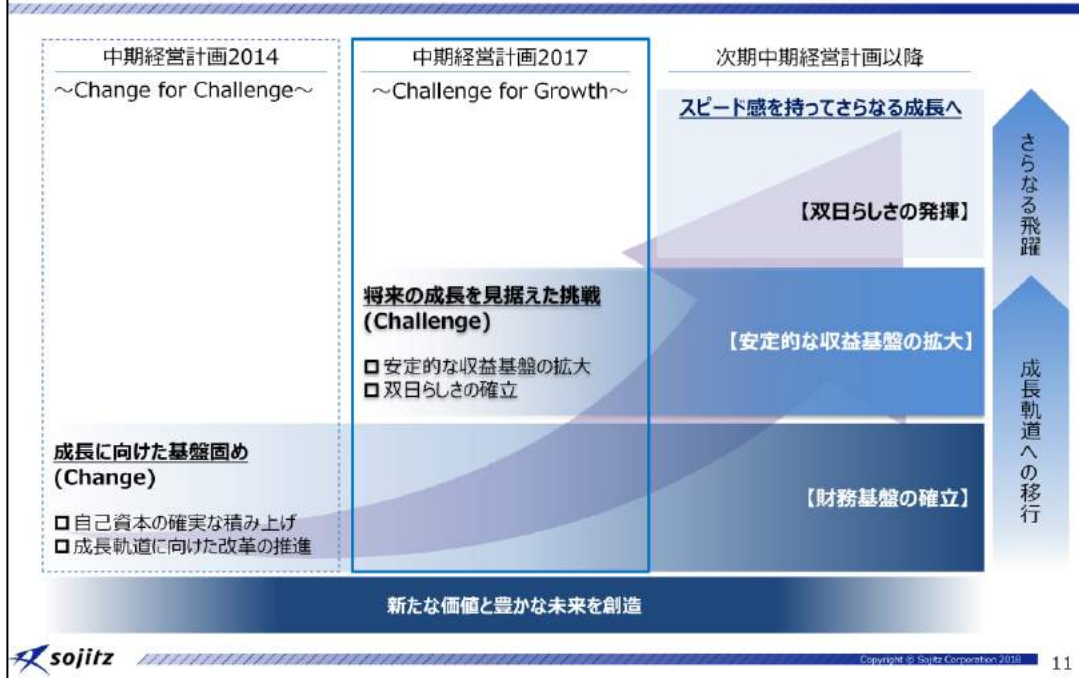 中期経営計画2014
～Change for Challenge～
中期経営計画2017
～Challenge for Growth～
次期中期経営計画以降
スピード感を持ってさらなる成長へ
【双日らしさの発揮】
将来の成長を見据えた挑戦
(Challenge)
安定的な収益基盤の拡大
双日らしさの確立
【安定的な収益基盤の拡大】
成長に向けた基盤固め
(Change)
自己資本の確実な積み上げ
成長軌道に向けた改革の推進
【財務基盤の確立】
さらなる飛躍
成長軌道への移行
新たな価値と豊かな未来を創造
sojitz
Copyright © Sojitz Corporation 2018
11